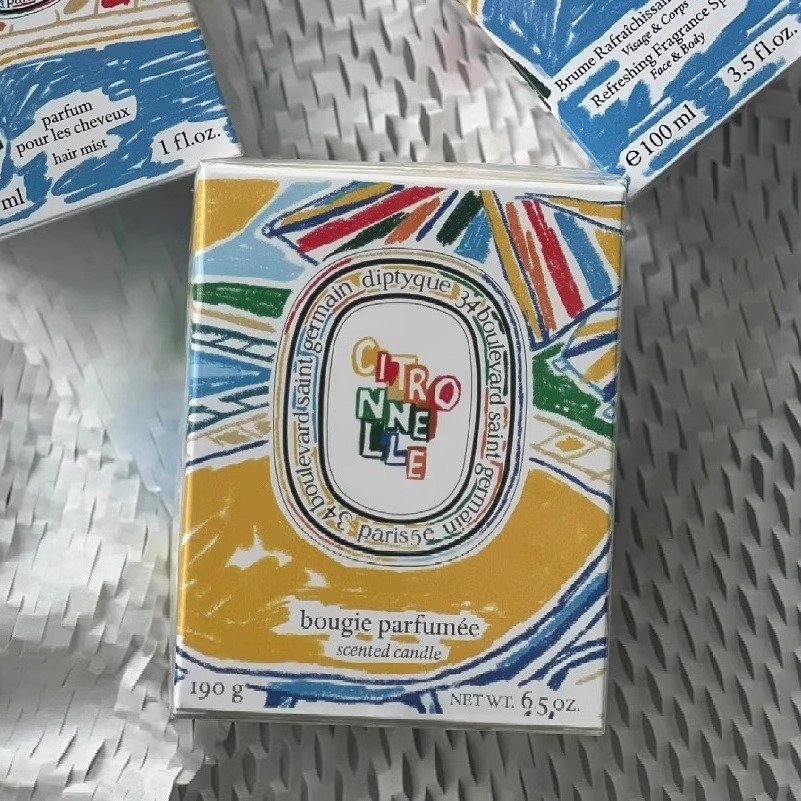 parfum
pour les cheveux
hair mist
1 fl.oz.
ml
Brume Rafraîchissan
Visage & Corps
Refreshing Fragrance Sp
Face & Body
e 100 ml
3.5 fl.oz.
diptyque 34 boulevard saint germain paris 5e 34 boulevard saint germain
CITRO
NNE
LLE
bougie parfumée
scented candle
190 g
NET WT. 6,5, oz.